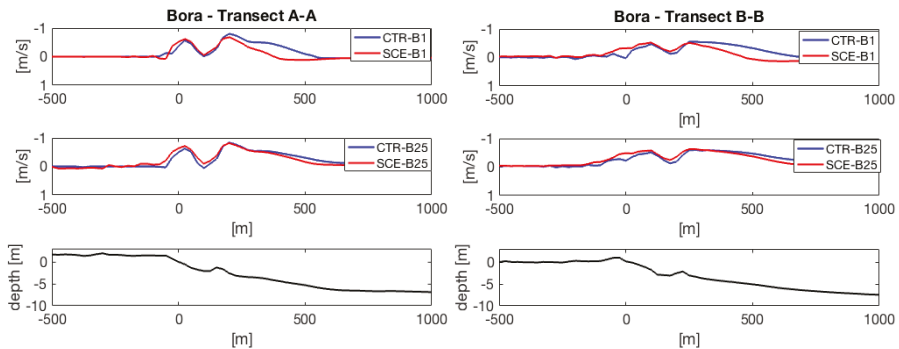 Bora - Transect A-A
-1
0
1
[m/s]
CTR-B1
SCE-B1
-500
0
500
1000
-1
0
1
[m/s]
CTR-B25
SCE-B25
-500
0
500
1000
[m]
0
-5
-10
depth [m]
-500
0
500
1000
[m]
Bora - Transect B-B
-1
0
1
[m/s]
CTR-B1
SCE-B1
-500
0
500
1000
[m]
-1
0
1
[m/s]
CTR-B25
SCE-B25
-500
0
500
1000
[m]
0
-5
-10
depth [m]
-500
0
500
1000
[m]